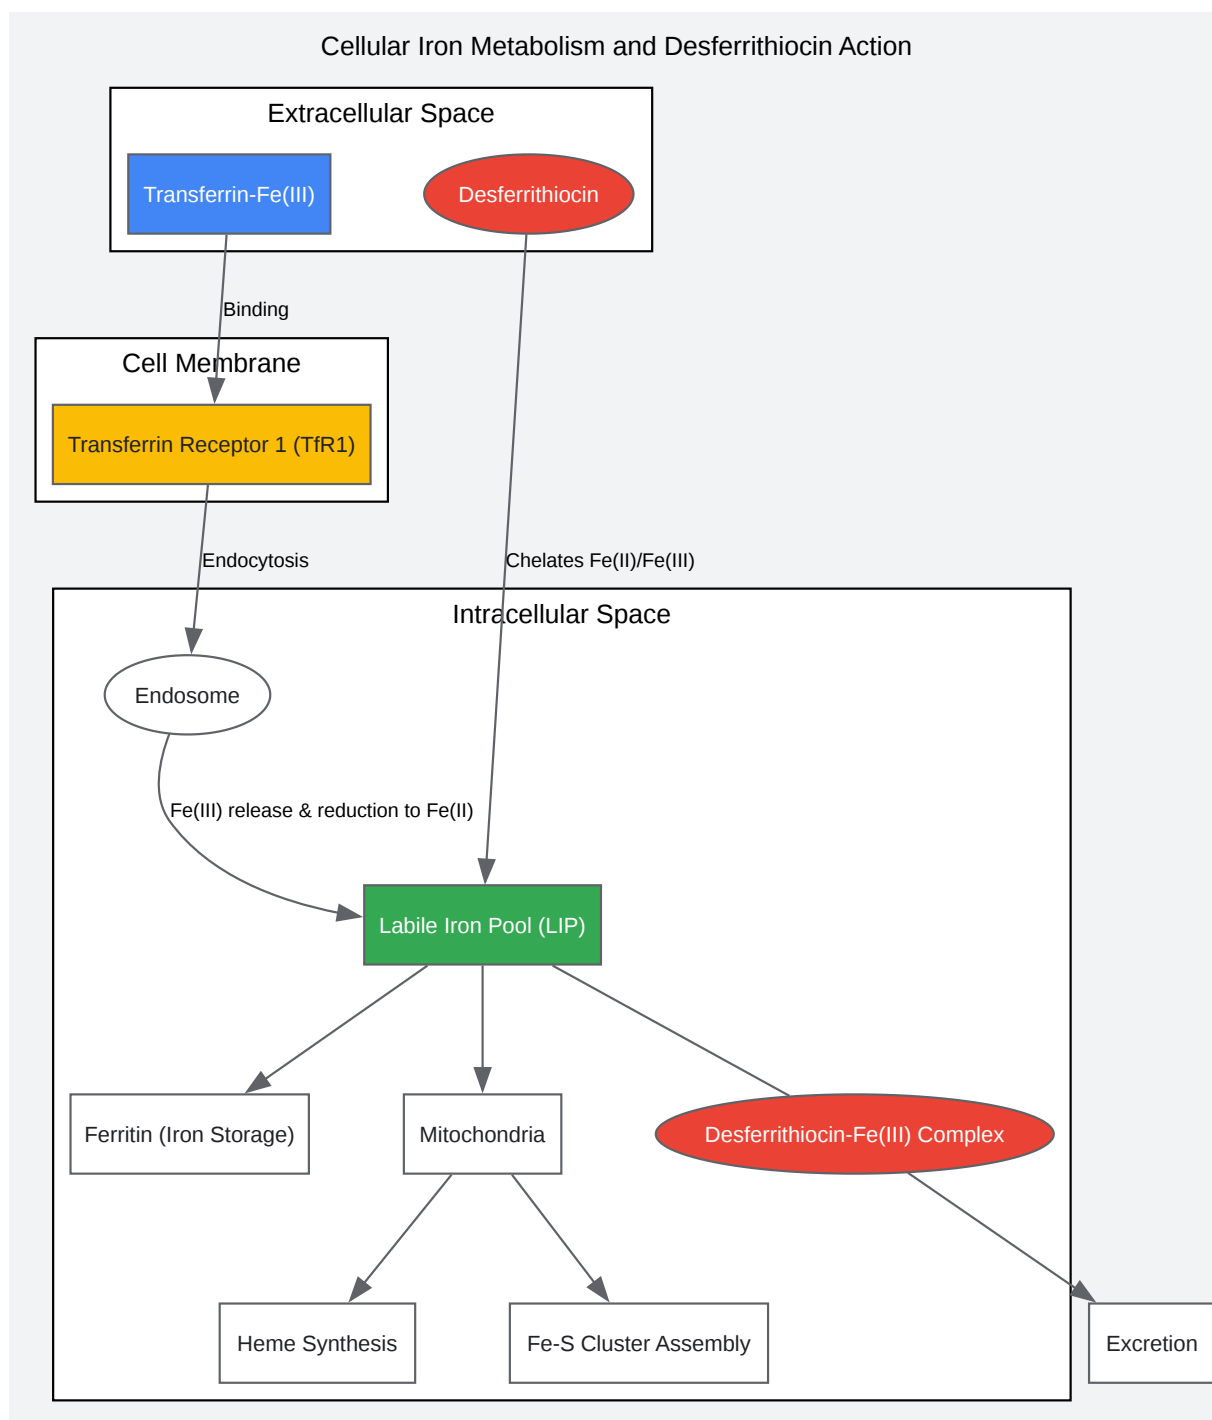 Cellular Iron Metabolism and Desferrithiocin Action
Extracellular Space
Transferrin-Fe(III)
Desferrithiocin
Binding
Cell Membrane
Transferrin Receptor 1 (TfR1)
Endocytosis
Chelates Fe(II)/Fe(III)
Intracellular Space
Endosome
Fe(III) release & reduction to Fe(II)
Labile Iron Pool (LIP)
Ferritin (Iron Storage)
Mitochondria
Desferrithiocin-Fe(III) Complex
Heme Synthesis
Fe-S Cluster Assembly
Excretion